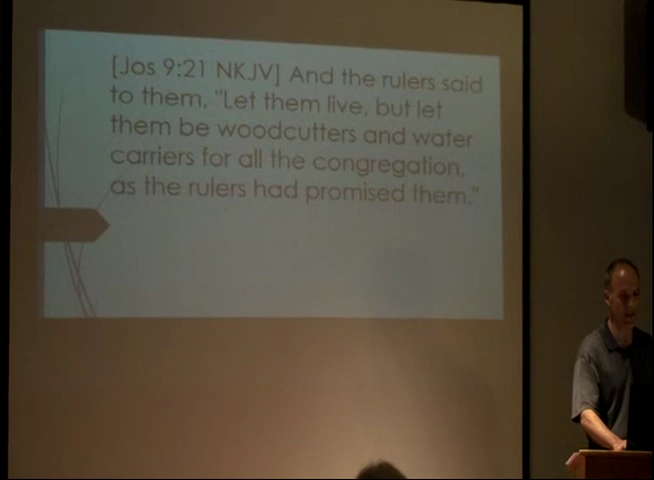 [Jos 9:21 NKJV] And the rulers said
to them, "Let them live, but let
them be woodcutters and water
carriers for all the congregation,
as the rulers had promised them."